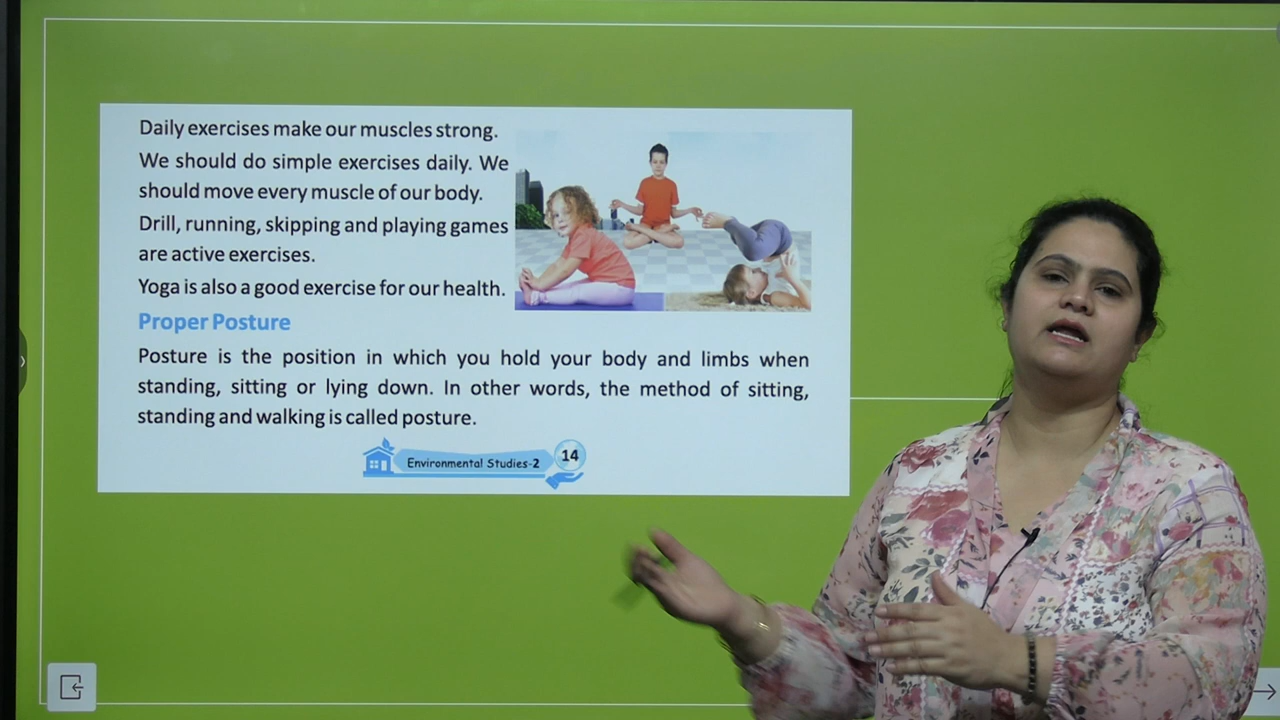 Daily exercises make our muscles strong.
We should do simple exercises daily. We
should move every muscle of our body.
Drill, running, skipping and playing games
are active exercises.
Yoga is also a good exercise for our health.
Proper Posture
Posture is the position in which you hold your body and limbs when
standing, sitting or lying down. In other words, the method of sitting,
standing and walking is called posture.
Environmental Studies-2 14